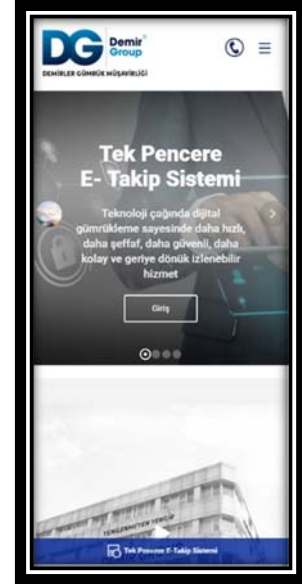 DG Demir Group
DEMİRLER GÜMRÜK MÜŞAVİRLİĞİ
Tek Pencere
E- Takip Sistemi
Teknoloji çağında dijital
gümrükleme sayesinde daha hızlı,
daha şeffaf, daha güvenli, daha
kolay ve geriye dönük izlenebilir
hizmet
Giriş
Tek Pencere E-Takip Sistemi